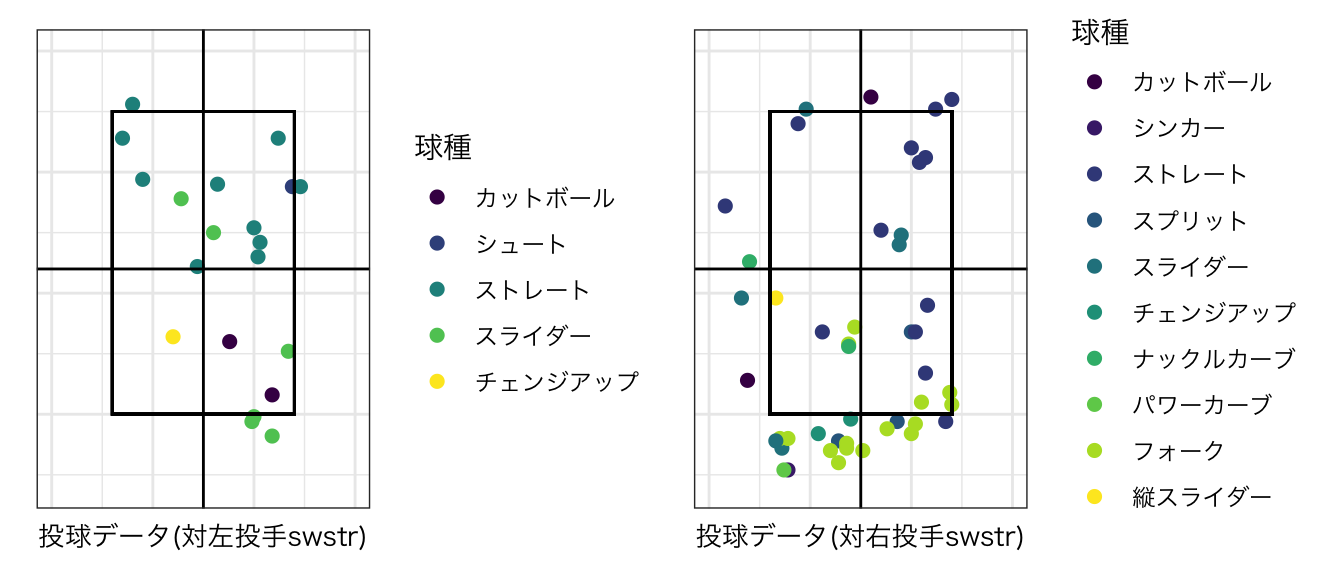 球種
カットボール
シュート
ストレート
スライダー
チェンジアップ
投球データ(対左投手swstr)
球種
カットボール
シンカー
ストレート
スプリット
スライダー
チェンジアップ
ナックルカーブ
パワーカーブ
フォーク
縦スライダー
投球データ(対右投手swstr)